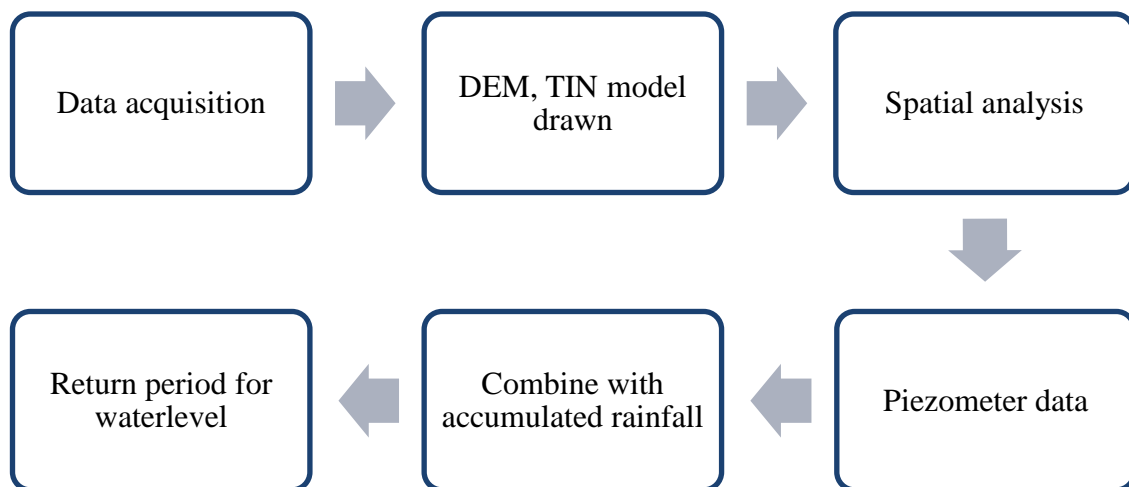 Data acquisition
DEM, TIN model
drawn
Spatial analysis
Piezometer data
Combine with
accumulated rainfall
Return period for
waterlevel